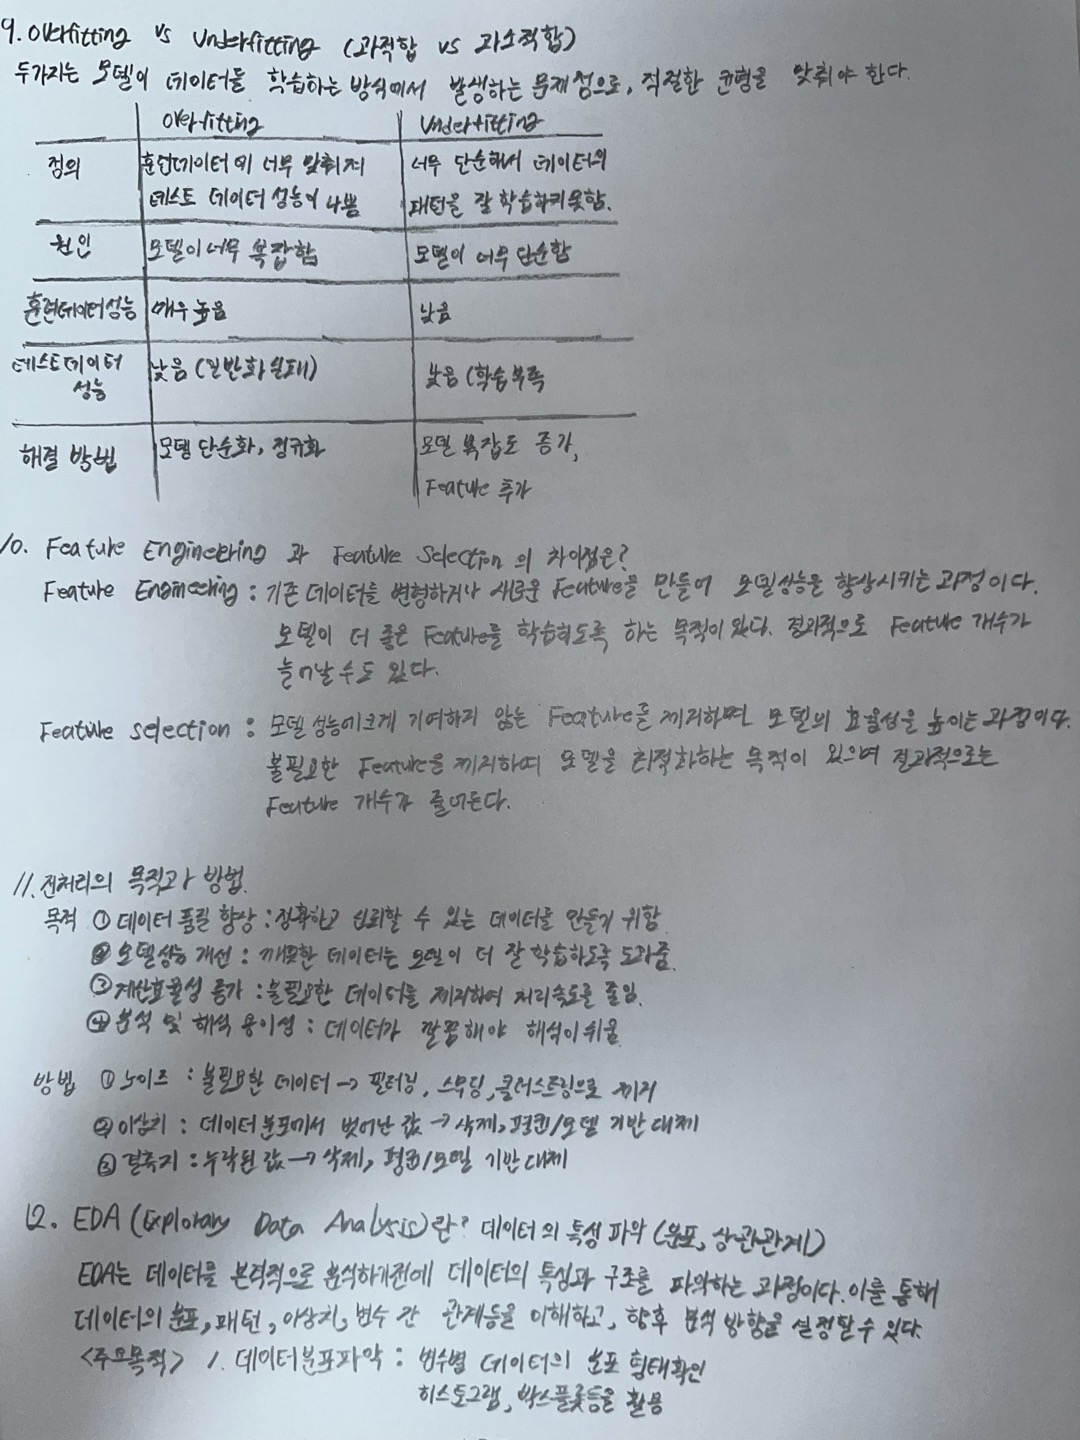 9. Overfitting vs Underfitting (과적합 vs 과소적합)
두가지는 모델이 데이터를 학습하는 방식에서 발생하는 문제점으로, 적절한 균형을 맞춰야 한다.
Overfitting Underfitting
정의 훈련데이터에 너무 맞춰져 너무 단순해서 데이터의
테스트 데이터 성능이 나쁨 패턴을 잘 학습하지못함.
원인 모델이 너무 복잡함 모델이 너무 단순함
훈련데이터성능 매우 높음 낮음
테스트데이터 낮음 (일반화실패) 낮음 (학습부족
성능
해결 방법 모델 단순화, 정규화 모델 복잡도 증가,
Feature 추가
10. Feature Engineering 과 Feature Selection 의 차이점은?
Feature Engineering : 기존 데이터를 변형하거나 새로운 Feature를 만들어 모델성능을 향상시키는 과정이다.
모델이 더 좋은 Feature를 학습하도록 하는 목적이 있다. 결과적으로 Feature 개수가
늘어날 수도 있다.
Feature selection : 모델 성능에크게 기여하지 않는 Feature를 제거하며 모델의 효율성을 높이는 과정이다.
불필요한 Feature을 제거하여 모델을 최적화하는 목적이 있으며 결과적으로는
Feature 개수가 줄어든다.
11. 전처리의 목적과 방법.
목적 ① 데이터 품질 향상 : 정확하고 신뢰할 수 있는 데이터를 만들기 위함
② 모델성능 개선 : 깨끗한 데이터는 모델이 더 잘 학습하도록 도와줌.
③ 계산효율성 증가 : 불필요한 데이터를 제거하여 처리속도를 줄임.
④ 분석 및 해석 용이성 : 데이터가 깔끔해야 해석이쉬움
방법 ① 노이즈 : 불필요한 데이터 → 필터링, 스무딩, 클러스트링으로 제거
② 이상치 : 데이터분포에서 벗어난 값 → 삭제, 평균/모델 기반 대체
③ 결측치 : 누락된 값 → 삭제, 평균/모델 기반 대체
12. EDA (Explorary Data Analysis)란? 데이터의 특성 파악 (분포, 상관관계)
EDA는 데이터를 본격적으로 분석하기전에 데이터의 특성과 구조를 파악하는 과정이다. 이를 통해
데이터의 분포, 패턴, 이상치, 변수 간 관계등을 이해하고, 향후 분석 방향을 설정할 수 있다.
<주요목적> 1. 데이터분포파악 : 변수별 데이터의 분포 형태확인
히스토그램, 박스플롯등을 활용